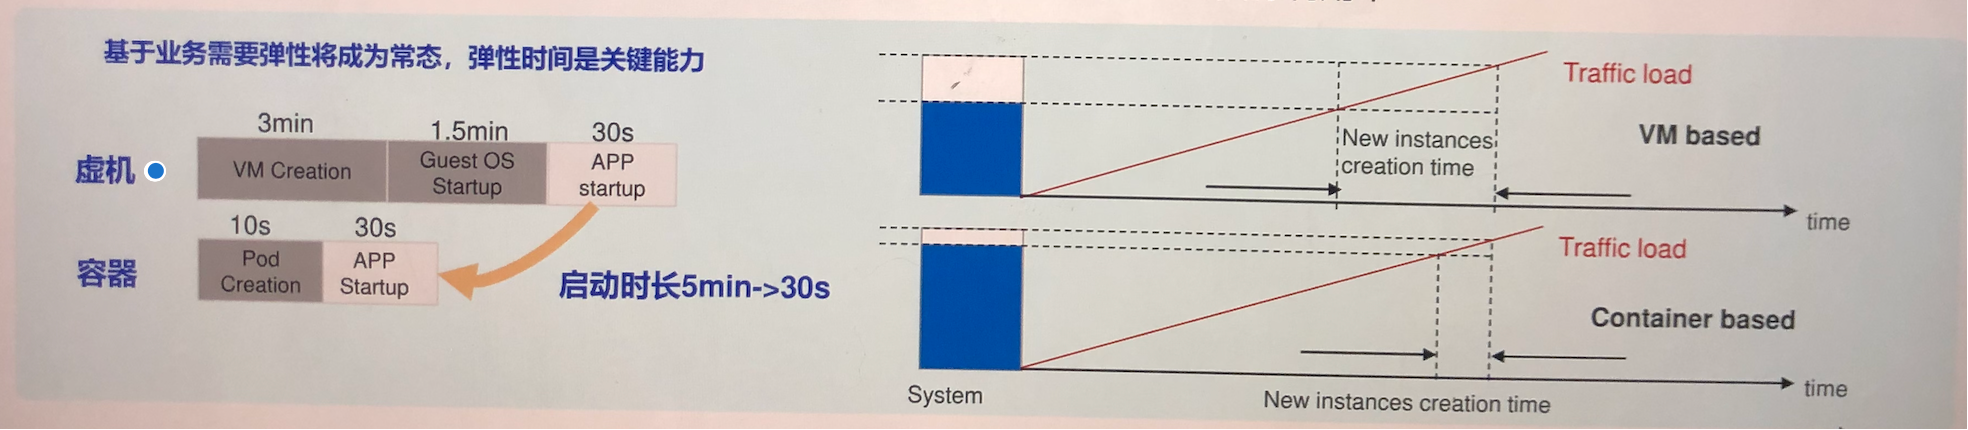 基于业务需要弹性将成为常态，弹性时间是关键能力
3min
1.5min
30s
虚机
VM Creation
Guest OS
Startup
APP
startup
10s
30s
容器
Pod
Creation
APP
Startup
启动时长5min->30s
Traffic load
New instances
creation time
VM based
time
Traffic load
Container based
time
System
New instances creation time